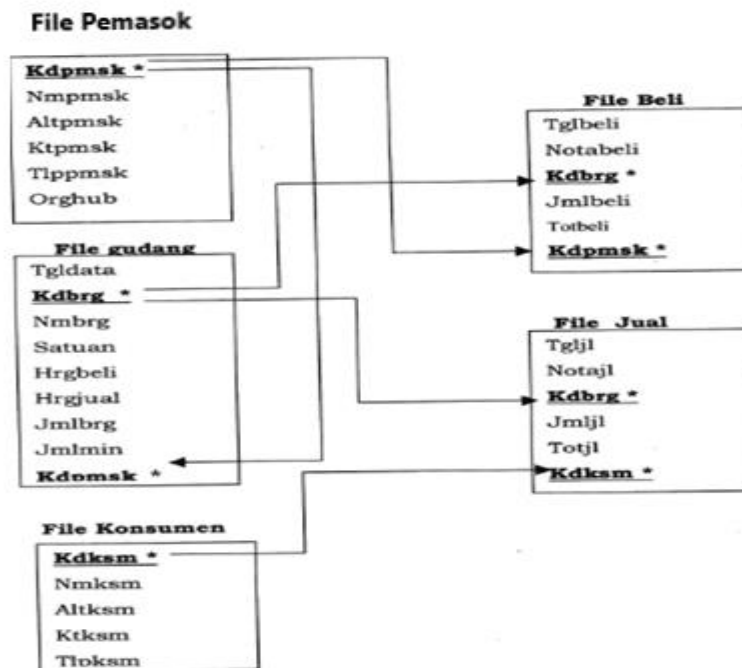 File Pemasok
Kdpmsk *
Nmpmsk
Altpmsk
Ktpmsk
Tlppmsk
Orghub
File gudang
Tgldata
Kdbrg *
Nmbrg
Satuan
Hrgbeli
Hrgjual
Jmlbrg
Jmlmin
Kdpmsk *
File Konsumen
Kdksm *
Nmksm
Altksm
Ktksm
Tlpksm
File Beli
Tglbeli
Notabeli
Kdbrg *
Jmlbeli
Totbeli
Kdpmsk *
File Jual
Tgljl
Notajl
Kdbrg *
Jmljl
Totjl
Kdksm *